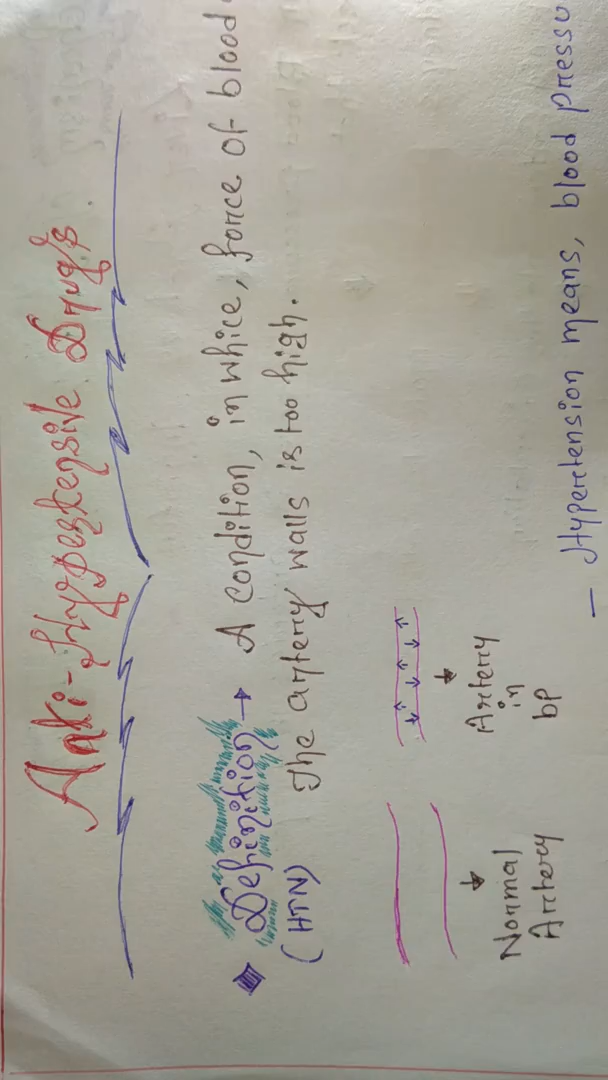 Anti-Hypertensive Drugs
Definition → A condition, in whice, force of blood
(HTN) The artery walls is too high.
Normal
Artery
Artery
in
bp
- Hypertension means, blood pressu